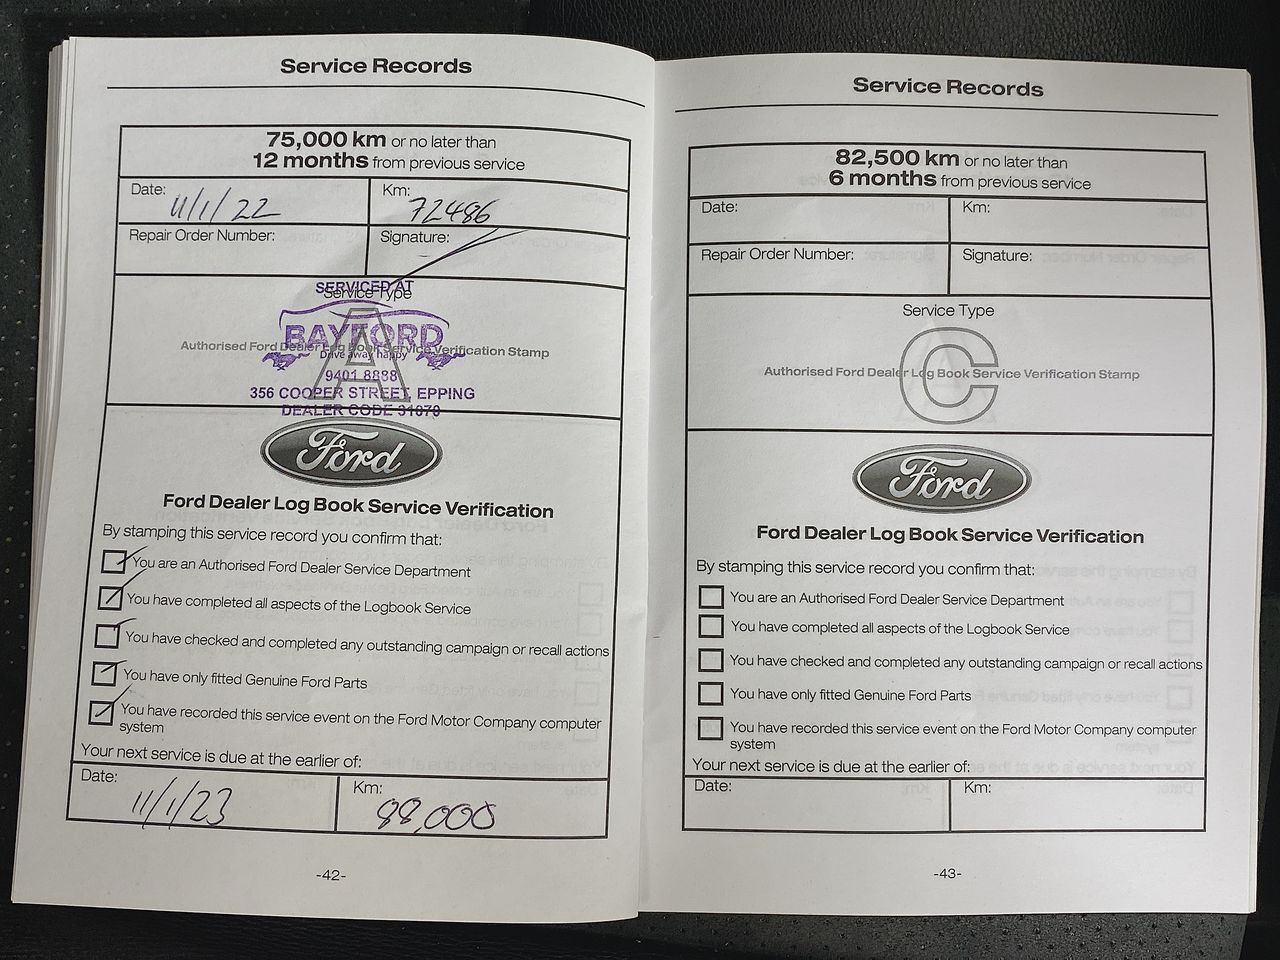 Service Records
75,000 km or no later than
12 months from previous service
Date: 11/1/22
Km: 72486
Repair Order Number:
Signature:
SERVICED AT
Service Type
BAYFORD
Drive away happy
A
Authorised Ford Dealer Log Book Service Verification Stamp
9401 8888
356 COOPER STREET, EPPING
DEALER CODE 31070
Ford
Ford Dealer Log Book Service Verification
By stamping this service record you confirm that:
You are an Authorised Ford Dealer Service Department
You have completed all aspects of the Logbook Service
You have checked and completed any outstanding campaign or recall actions
You have only fitted Genuine Ford Parts
You have recorded this service event on the Ford Motor Company computer
system
Your next service is due at the earlier of:
Date: 11/1/23
Km: 88,000
-42-
Service Records
82,500 km or no later than
6 months from previous service
Date:
Km:
Repair Order Number:
Signature:
Service Type
C
Authorised Ford Dealer Log Book Service Verification Stamp
Ford
Ford Dealer Log Book Service Verification
By stamping this service record you confirm that:
You are an Authorised Ford Dealer Service Department
You have completed all aspects of the Logbook Service
You have checked and completed any outstanding campaign or recall actions
You have only fitted Genuine Ford Parts
You have recorded this service event on the Ford Motor Company computer
system
Your next service is due at the earlier of:
Date:
Km:
-43-